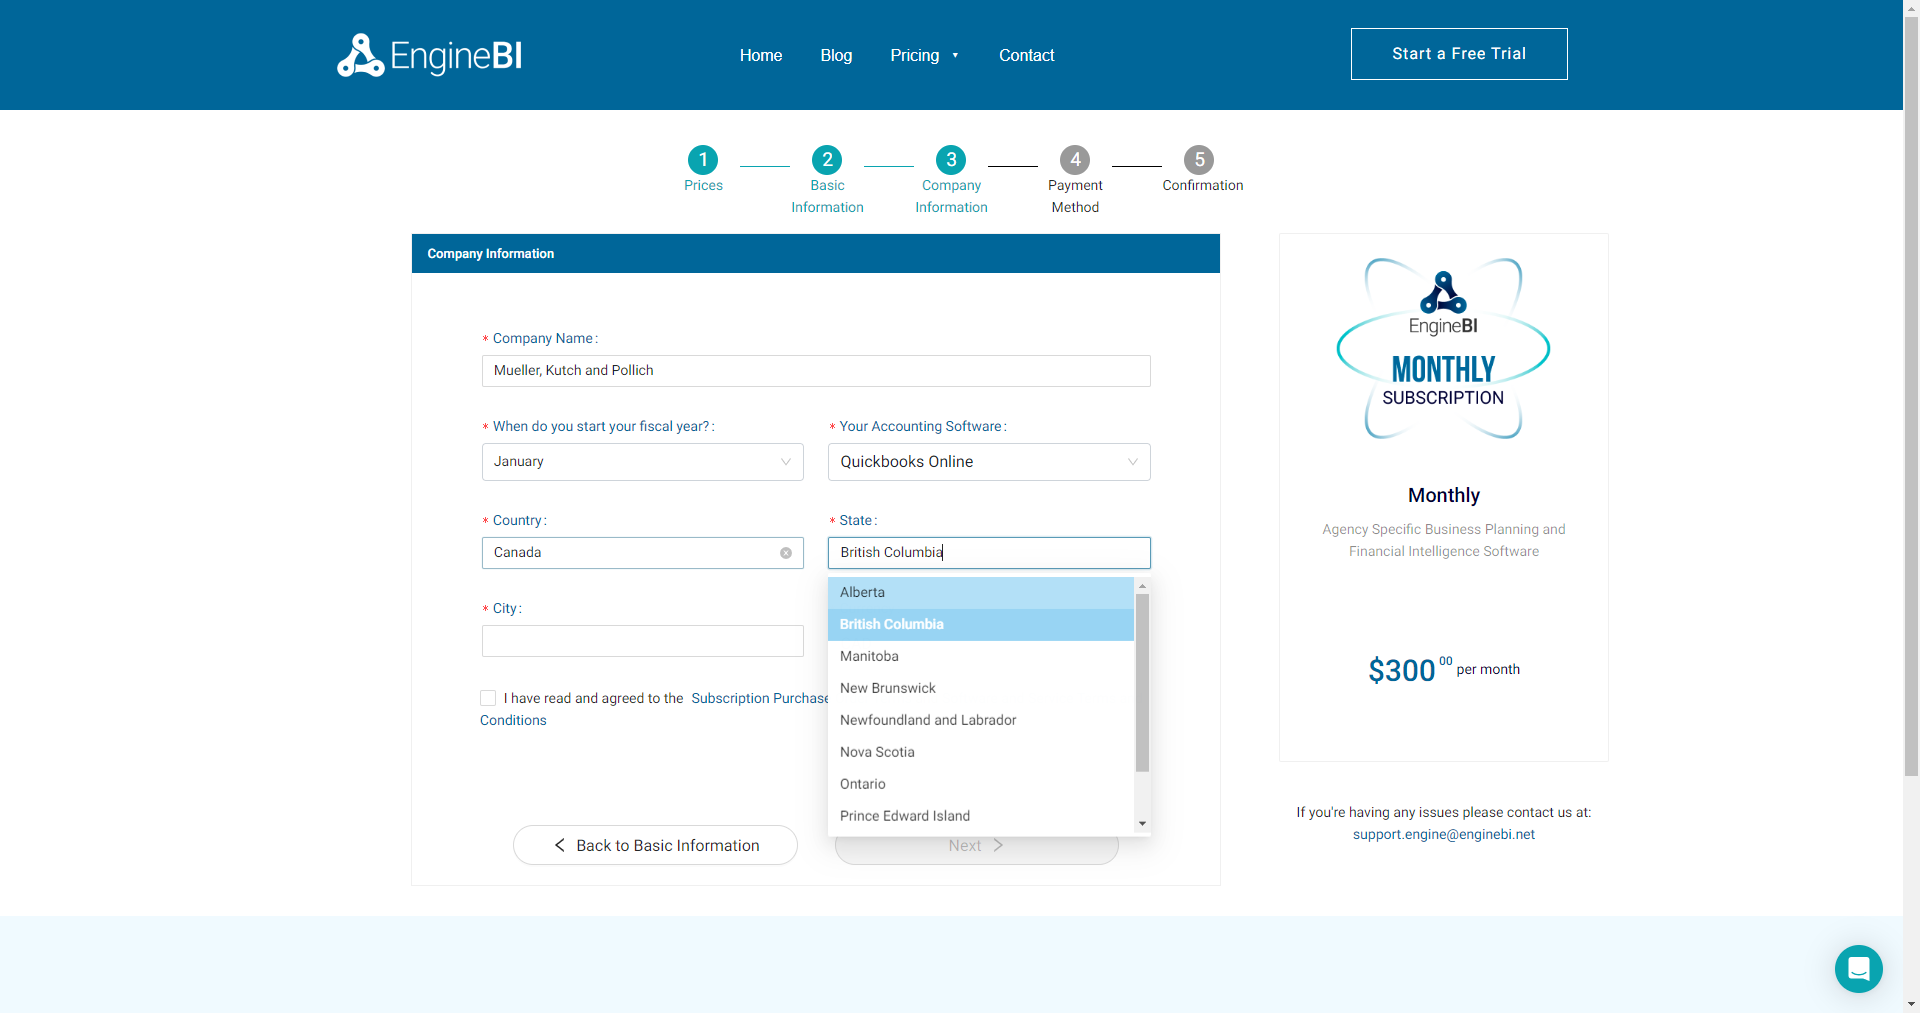 EngineBI
Home
Blog
Pricing
Contact
Start a Free Trial
1
Prices
2
Basic
Information
3
Company
Information
4
Payment
Method
5
Confirmation
Company Information
* Company Name:
Mueller, Kutch and Pollich
* When do you start your fiscal year?:
January
* Your Accounting Software:
Quickbooks Online
* Country:
Canada
* State:
British Columbia
Alberta
British Columbia
Manitoba
New Brunswick
Newfoundland and Labrador
Nova Scotia
Ontario
Prince Edward Island
* City:
I have read and agreed to the Subscription Purchase
Conditions
Back to Basic Information
Next
EngineBI
MONTHLY
SUBSCRIPTION
Monthly
Agency Specific Business Planning and
Financial Intelligence Software
$300 00 per month
If you're having any issues please contact us at:
support.engine@enginebi.net